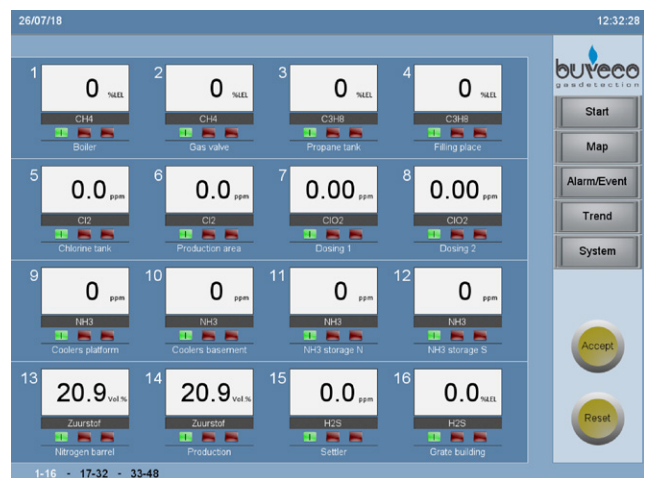 26/07/18 12:32:28
buveco
gasdetection
Start
Map
Alarm/Event
Trend
System
Accept
Reset
1 2 3 4
0 %LEL 0 %LEL 0 %LEL 0 %LEL
CH4 CH4 C3H8 C3H8
Boiler Gas valve Propane tank Filling place
5 6 7 8
0.0 ppm 0.0 ppm 0.00 ppm 0.00 ppm
Cl2 Cl2 ClO2 ClO2
Chlorine tank Production area Dosing 1 Dosing 2
9 10 11 12
0 ppm 0 ppm 0 ppm 0 ppm
NH3 NH3 NH3 NH3
Coolers platform Coolers basement NH3 storage N NH3 storage S
13 14 15 16
20.9 Vol.% 20.9 Vol.% 0.0 ppm 0.0 %LEL
Zuurstof Zuurstof H2S H2S
Nitrogen barrel Production Settler Grate building
1-16 - 17-32 - 33-48